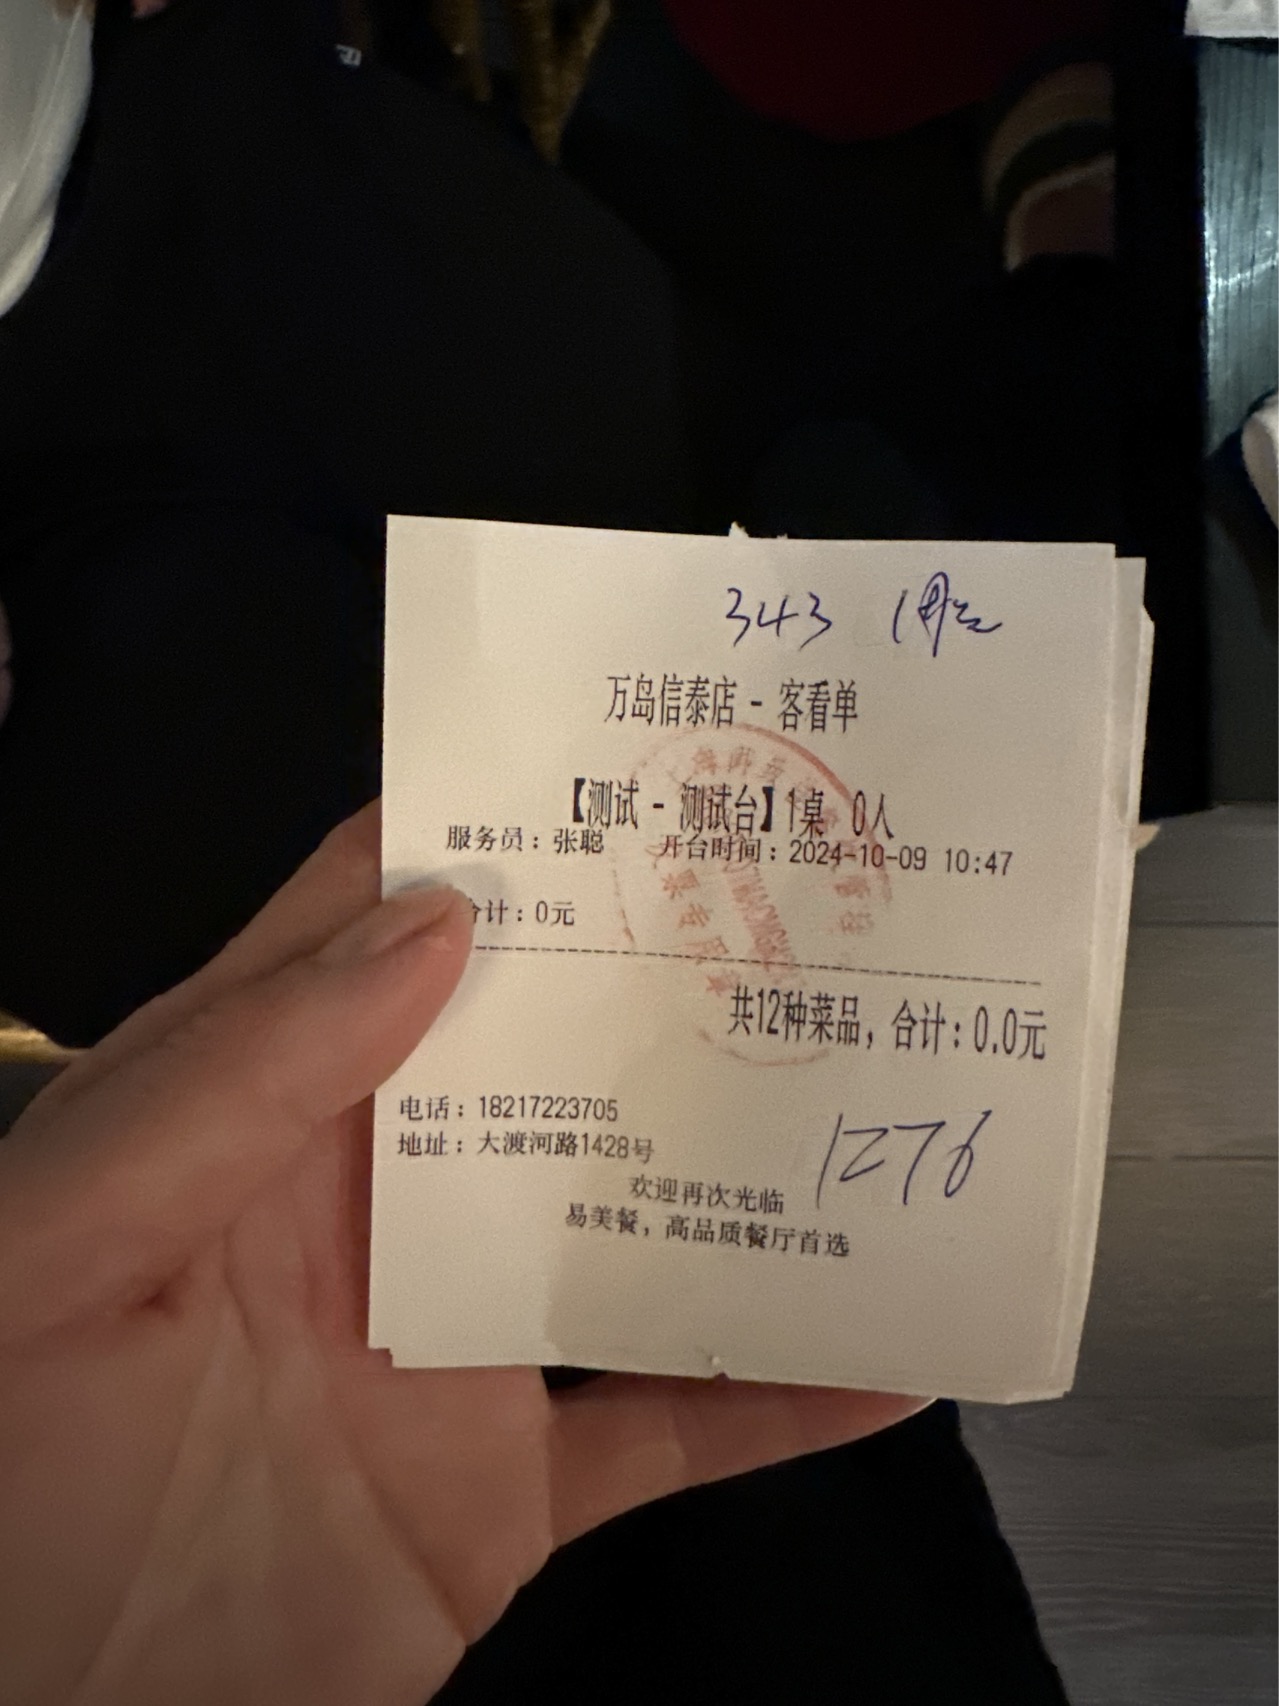 343
万岛信泰店 - 客看单
【测试 - 测试台】1桌 0人
服务员：张聪 开台时间：2024-10-09 10:47
合计：0元
共12种菜品，合计：0.0元
电话：18217223705
地址：大渡河路1428号
1276
欢迎再次光临
易美餐，高品质餐厅首选